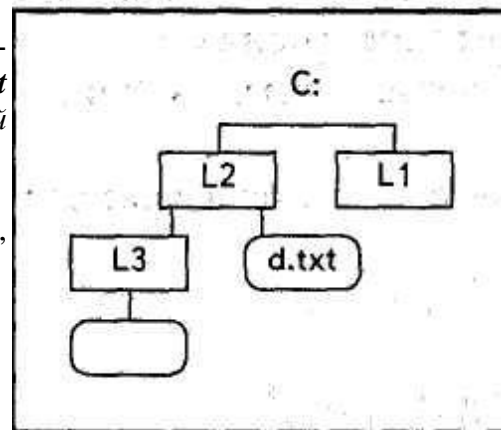 t
й
C:
L2 L1
,
L3 d.txt